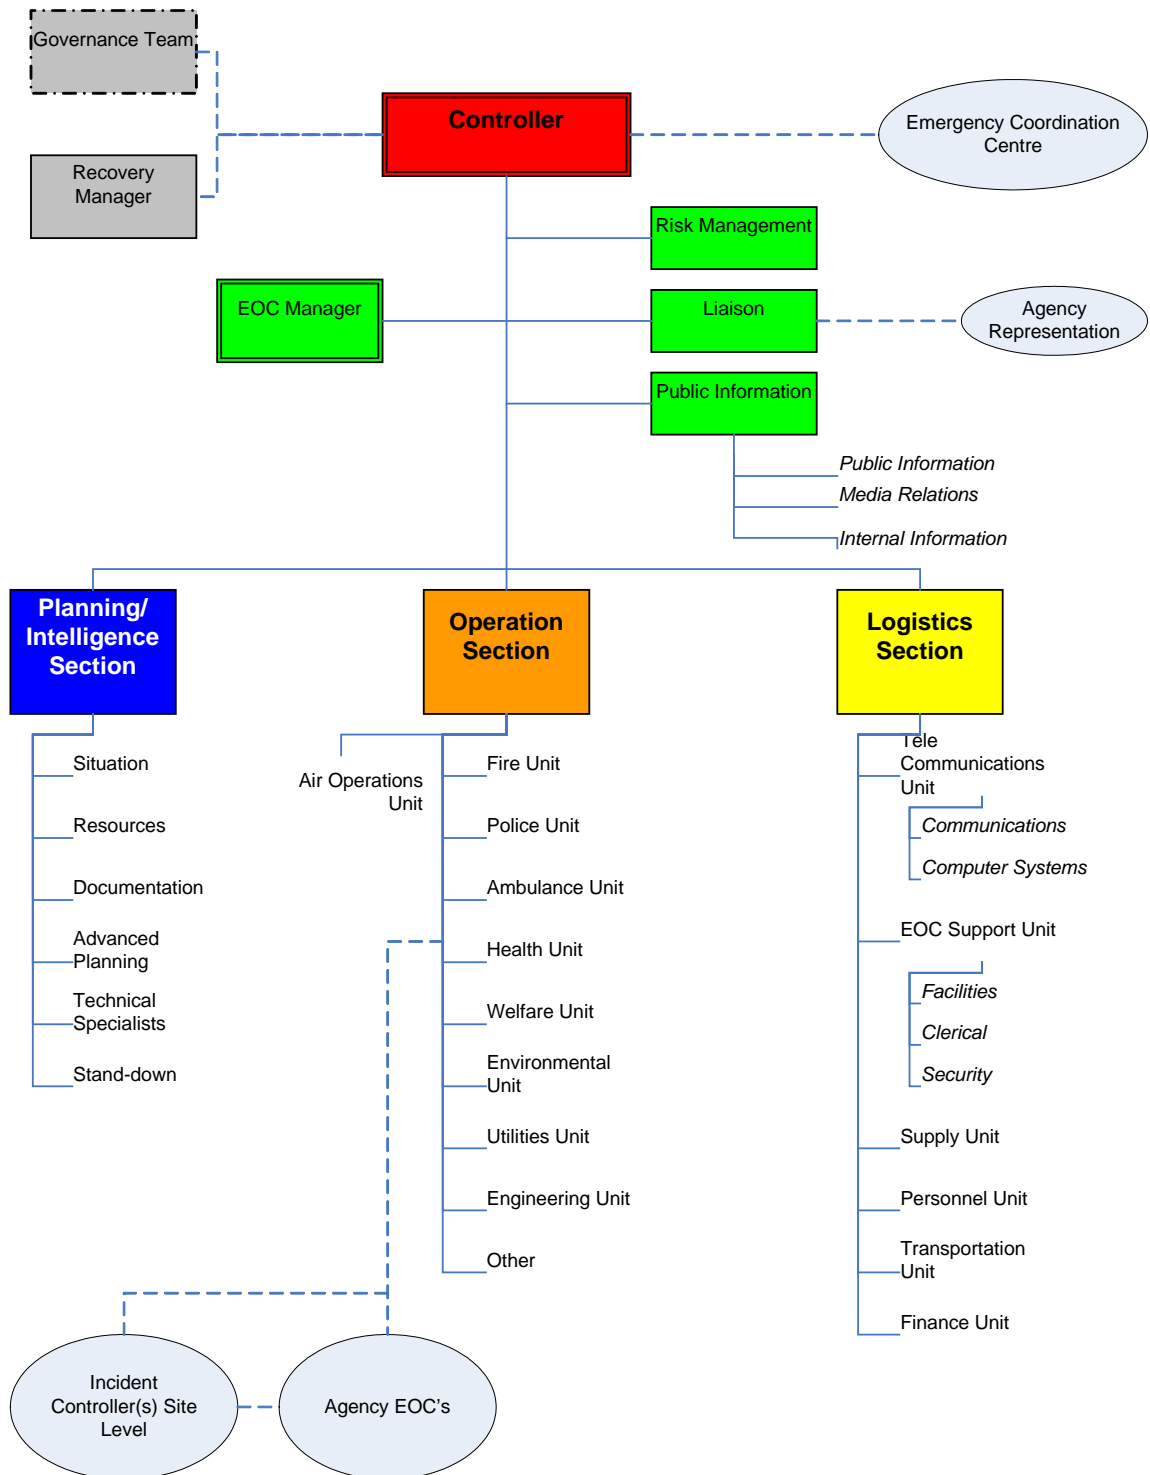 Governance Team
Controller
Emergency Coordination
Centre
Recovery
Manager
Risk Management
EOC Manager
Liaison
Agency
Representation
Public Information
Public Information
Media Relations
Internal Information
Planning/
Intelligence
Section
Operation
Section
Logistics
Section
Situation
Resources
Documentation
Advanced
Planning
Technical
Specialists
Stand-down
Air Operations
Unit
Fire Unit
Police Unit
Ambulance Unit
Health Unit
Welfare Unit
Environmental
Unit
Utilities Unit
Engineering Unit
Other
Tele
Communications
Unit
Communications
Computer Systems
EOC Support Unit
Facilities
Clerical
Security
Supply Unit
Personnel Unit
Transportation
Unit
Finance Unit
Incident
Controller(s) Site
Level
Agency EOC's